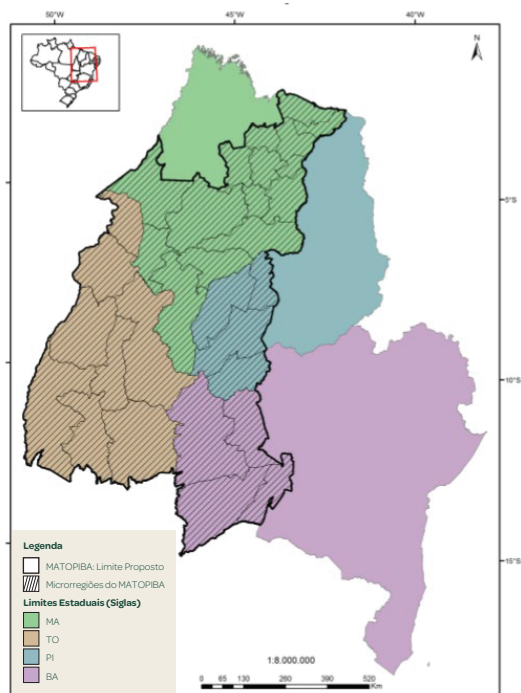 50°W 45°W 40°W
N
5°S
10°S
15°S
Legenda
MATOPIBA: Limite Proposto
Microrregiões do MATOPIBA
Limites Estaduais (Siglas)
MA
TO
PI
BA
1:8.000.000
0 65 130 260 390 520
Km